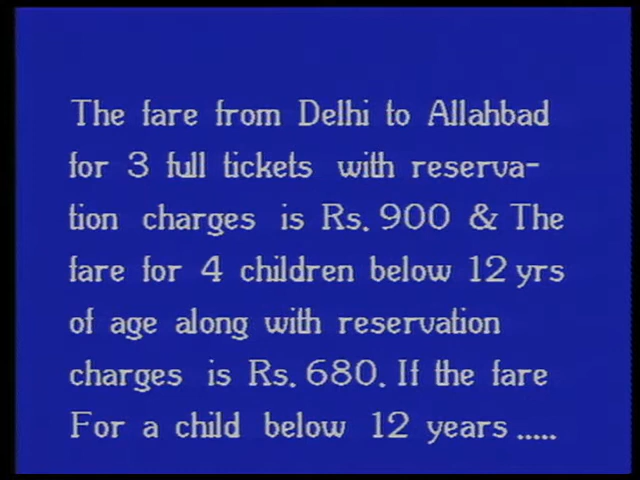 The fare from Delhi to Allahbad
for 3 full tickets with reserva-
tion charges is Rs. 900 & The
fare for 4 children below 12 yrs
of age along with reservation
charges is Rs. 680. If the fare
For a child below 12 years .....